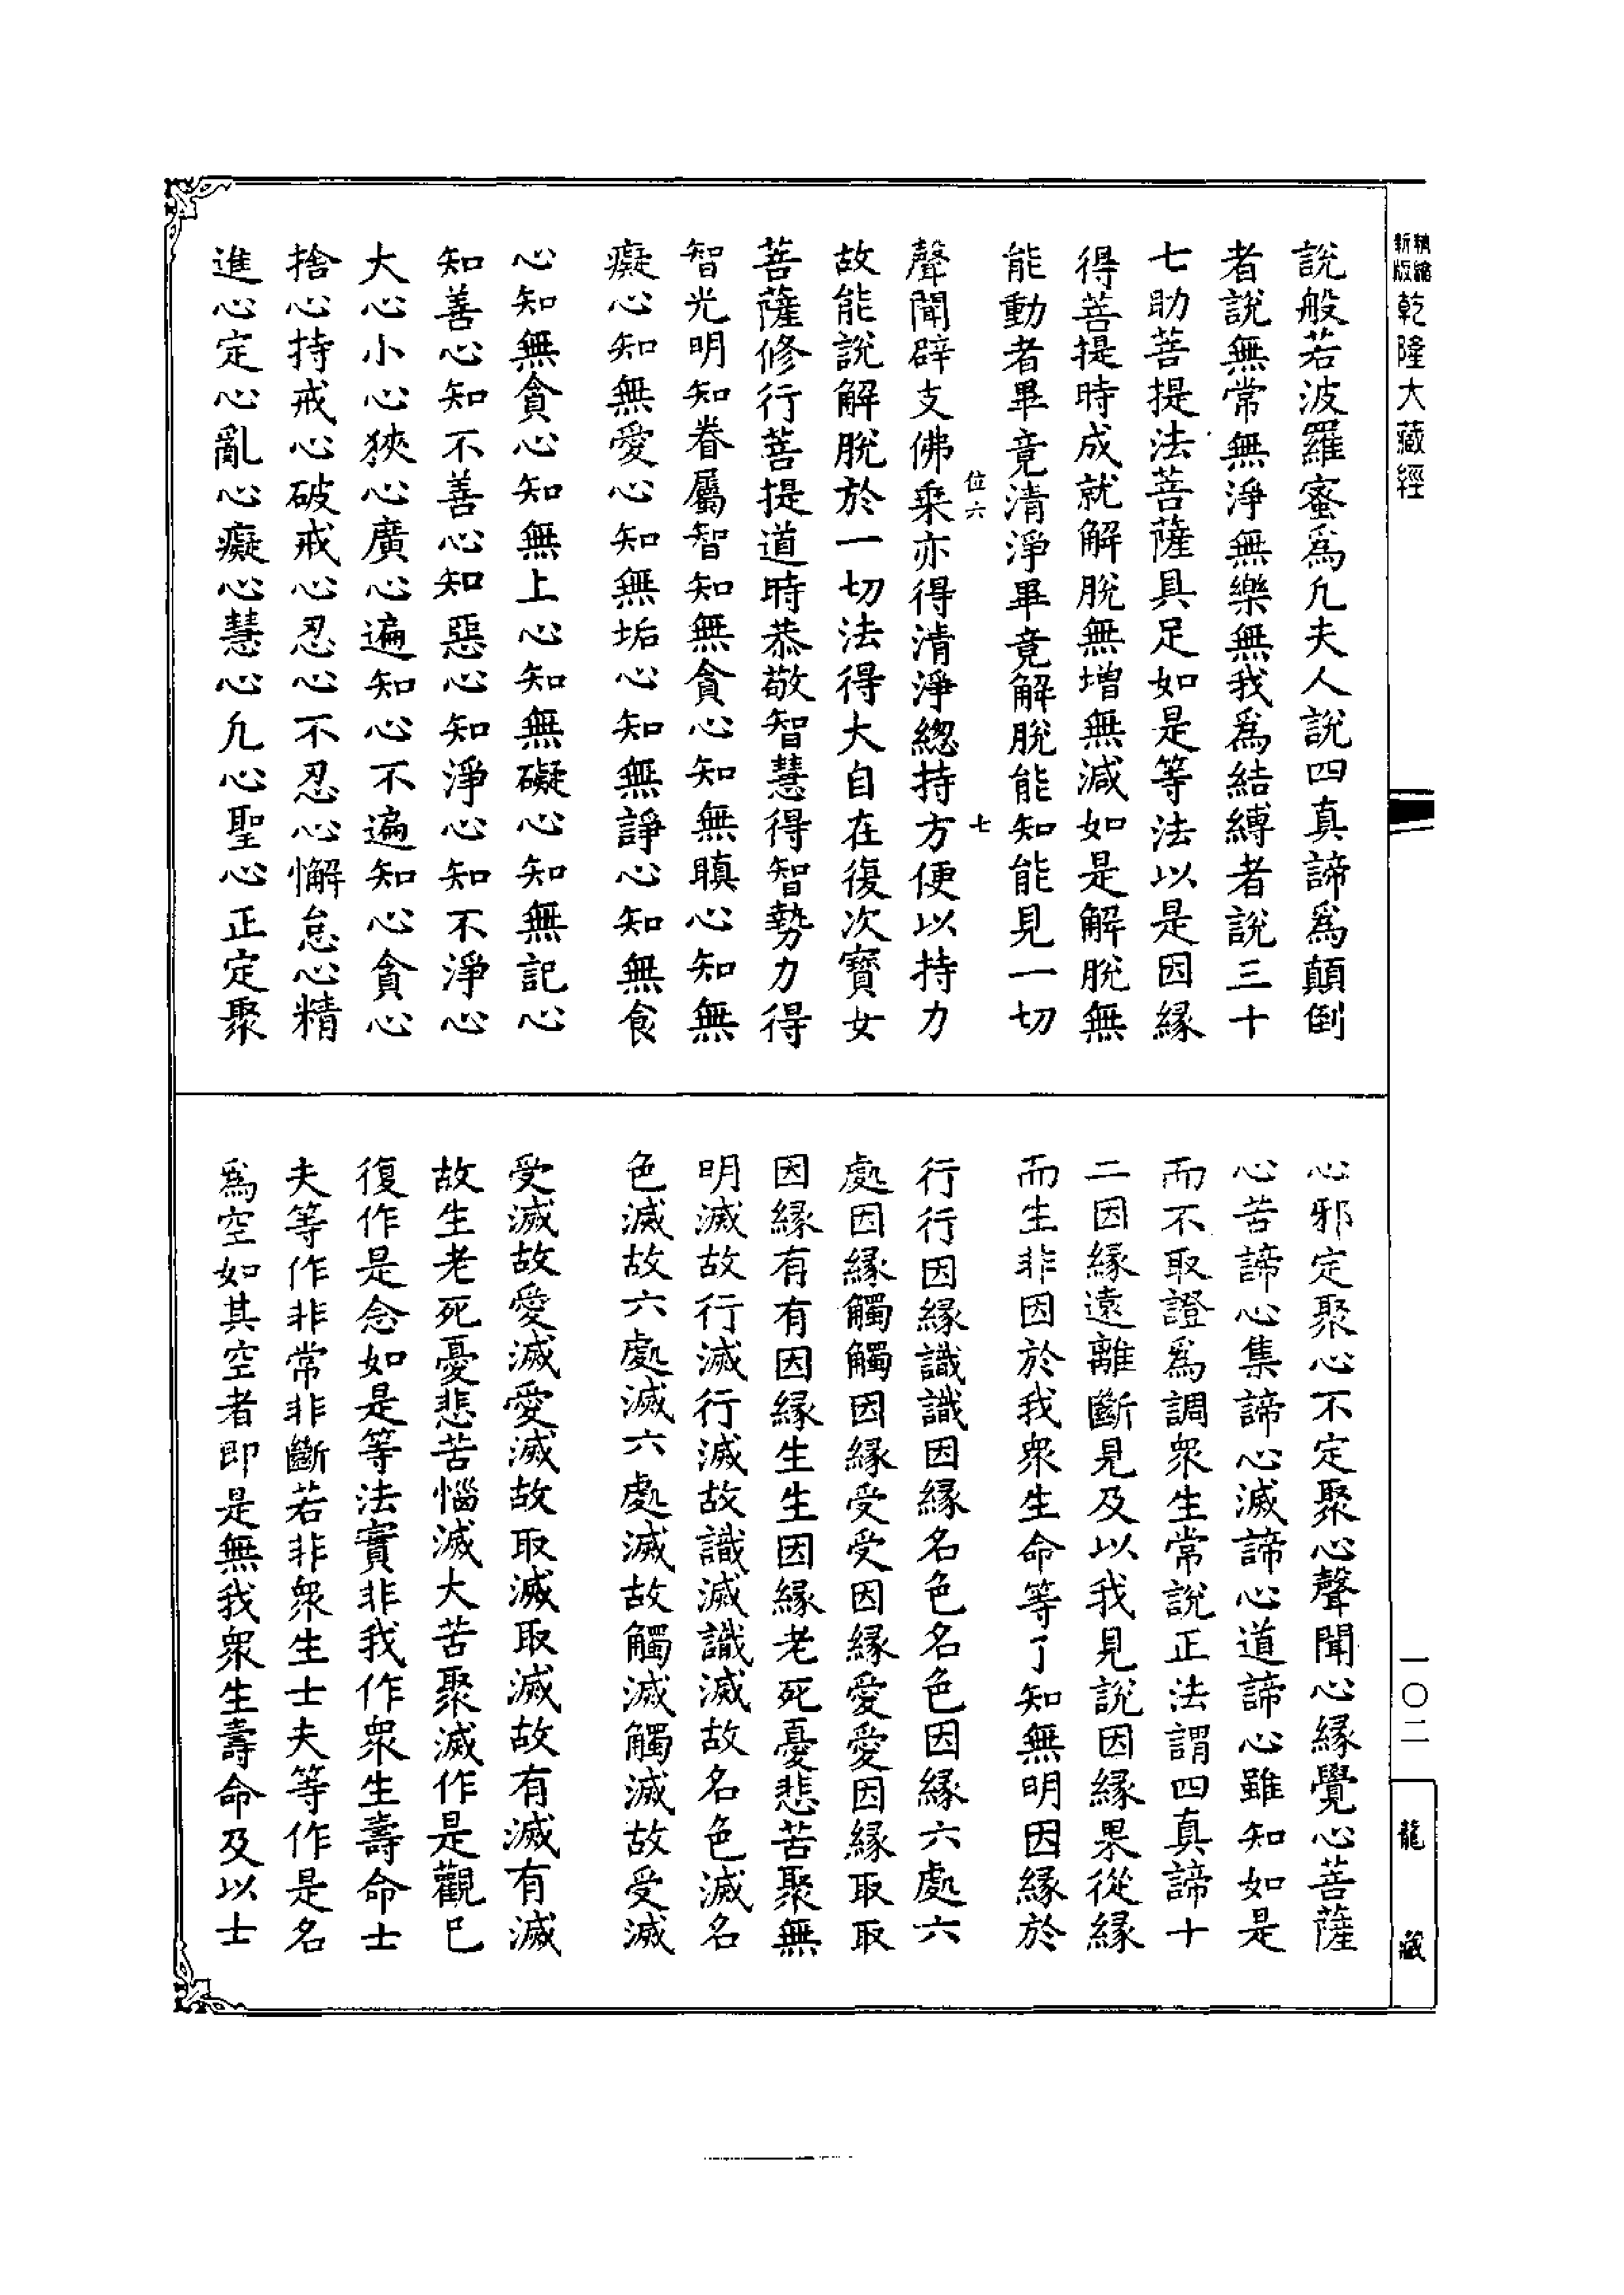 新版精縮乾隆大藏經
說般若波羅蜜爲凢夫人說四真諦爲顛倒
者說無常無淨無樂無我爲結縛者說三十
七助菩提法菩薩具足如是等法以是因緣
得菩提時成就解脫無增無減如是解脫無
能動者畢竟清淨畢竟解脫能知能見一切
位六 七
聲聞辟支佛乘亦得清淨緫持方便以持力
故能說解脫於一切法得大自在復次寶女
菩薩修行菩提道時恭敬智慧得智勢力得
智光明知眷屬智知無貪心知無瞋心知無
癡心知無愛心知無垢心知無諍心知無食
心知無貪心知無上心知無礙心知無記心
知善心知不善心知惡心知淨心知不淨心
大心小心狹心廣心遍知心不遍知心貪心
捨心持戒心破戒心忍心不忍心懈怠心精
進心定心亂心癡心慧心凢心聖心正定聚
心邪定聚心不定聚心聲聞心緣覺心菩薩
心苦諦心集諦心滅諦心道諦心雖知如是
而不取證爲調衆生常說正法謂四真諦十
二因緣遠離斷見及以我見說因緣果從緣
而生非因於我衆生命等了知無明因緣於
行行因緣識識因緣名色名色因緣六處六
處因緣觸觸因緣受受因緣愛愛因緣取取
因緣有有因緣生生因緣老死憂悲苦聚無
明滅故行滅行滅故識滅識滅故名色滅名
色滅故六處滅六處滅故觸滅觸滅故受滅
受滅故愛滅愛滅故取滅取滅故有滅有滅
故生老死憂悲苦惱滅大苦聚滅作是觀已
復作是念如是等法實非我作衆生壽命士
夫等作非常非斷若非衆生士夫等作是名
爲空如其空者即是無我衆生壽命及以士
一〇二
龍藏